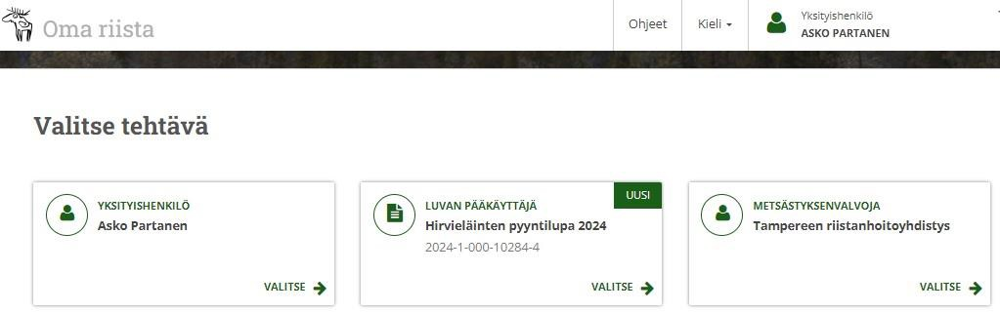 Oma riista
Ohjeet
Kieli
Yksityishenkilö
ASKO PARTANEN
Valitse tehtävä
YKSITYISHENKILÖ
Asko Partanen
VALITSE
UUSI
LUVAN PÄÄKÄYTTÄJÄ
Hirvieläinten pyyntilupa 2024
2024-1-000-10284-4
VALITSE
METSÄSTYKSENVALVOJA
Tampereen riistanhoitoyhdistys
VALITSE